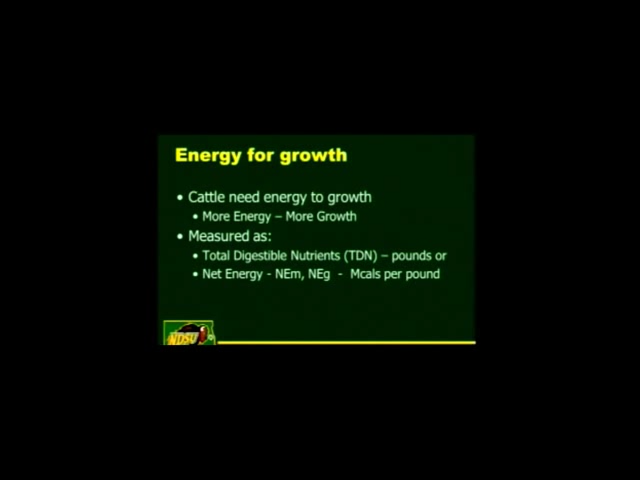 Energy for growth
• Cattle need energy to growth
• More Energy – More Growth
• Measured as:
• Total Digestible Nutrients (TDN) – pounds or
• Net Energy - NEm, NEg - Mcals per pound
NDSU